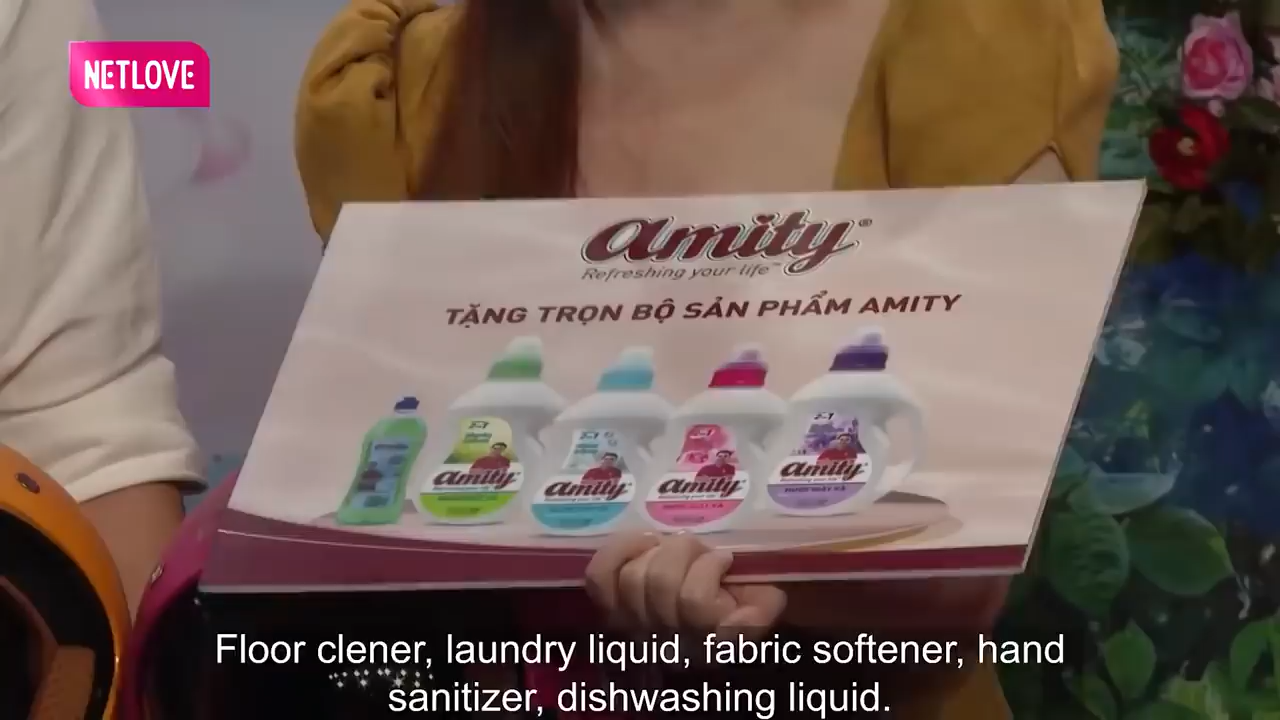 NETLOVE
amity®
Refreshing your life™
TẶNG TRỌN BỘ SẢN PHẨM AMITY
amity
amity
amity
amity
Floor clener, laundry liquid, fabric softener, hand
sanitizer, dishwashing liquid.